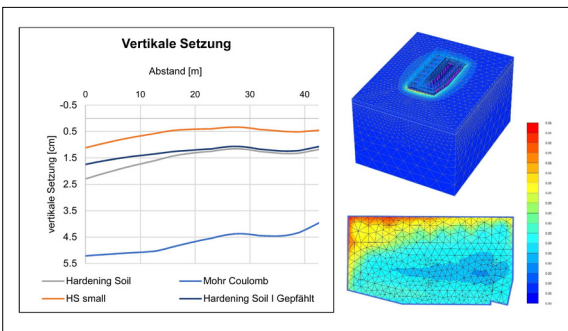 Vertikale Setzung
Abstand [m]
0 10 20 30 40
vertikale Setzung [cm]
-0.5
0.5
1.5
2.5
3.5
4.5
5.5
Hardening Soil
Mohr Coulomb
HS small
Hardening Soil I Gepfählt